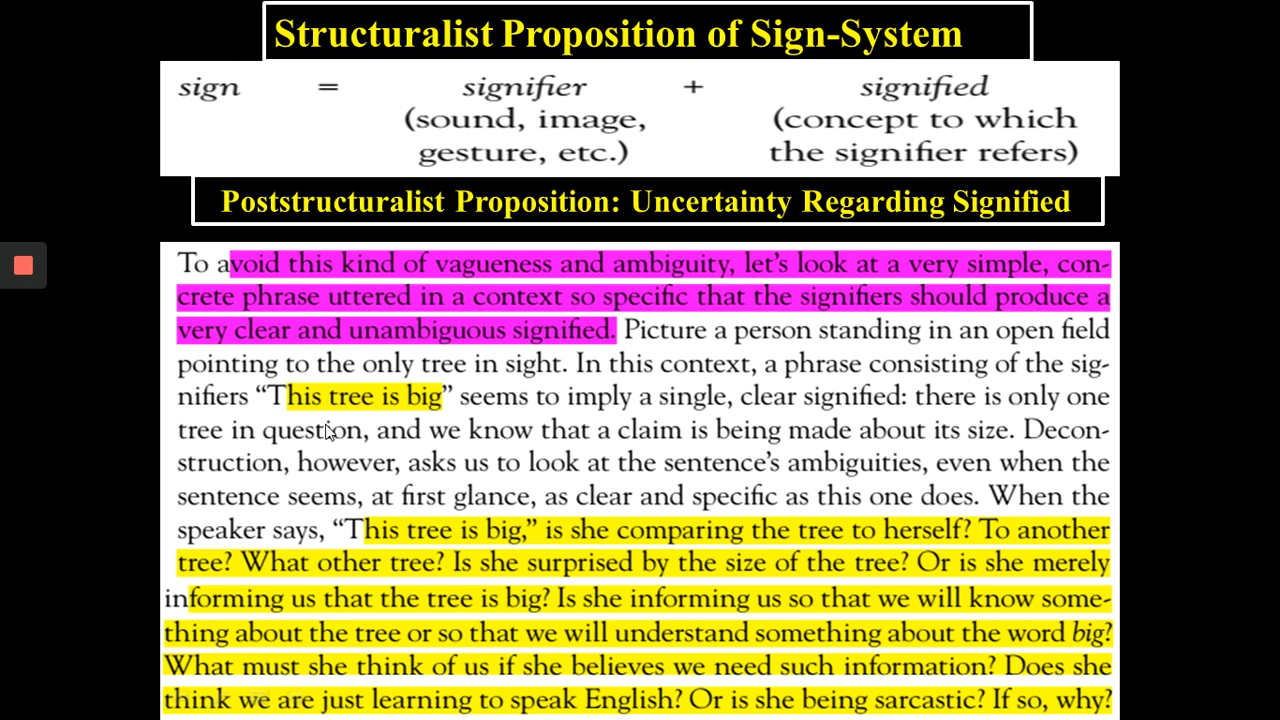 Structuralist Proposition of Sign-System
sign = signifier + signified
(sound, image, (concept to which
gesture, etc.) the signifier refers)
Poststructuralist Proposition: Uncertainty Regarding Signified
To avoid this kind of vagueness and ambiguity, let’s look at a very simple, con-
crete phrase uttered in a context so specific that the signifiers should produce a
very clear and unambiguous signified. Picture a person standing in an open field
pointing to the only tree in sight. In this context, a phrase consisting of the sig-
nifiers “This tree is big” seems to imply a single, clear signified: there is only one
tree in question, and we know that a claim is being made about its size. Decon-
struction, however, asks us to look at the sentence’s ambiguities, even when the
sentence seems, at first glance, as clear and specific as this one does. When the
speaker says, “This tree is big,” is she comparing the tree to herself? To another
tree? What other tree? Is she surprised by the size of the tree? Or is she merely
informing us that the tree is big? Is she informing us so that we will know some-
thing about the tree or so that we will understand something about the word big?
What must she think of us if she believes we need such information? Does she
think we are just learning to speak English? Or is she being sarcastic? If so, why?